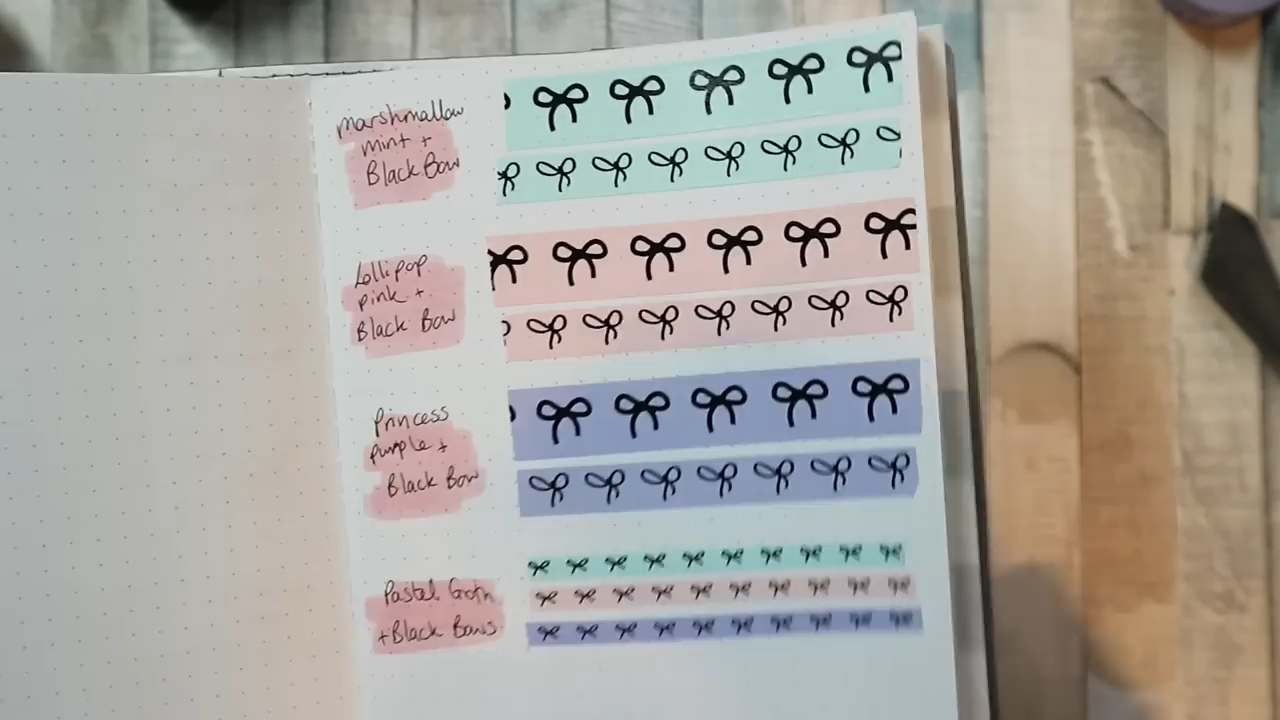 marshmallow
mint +
Black Bow
Lollipop
pink +
Black Bow
Princess
purple +
Black Bow
Pastel Goth
+Black Bows